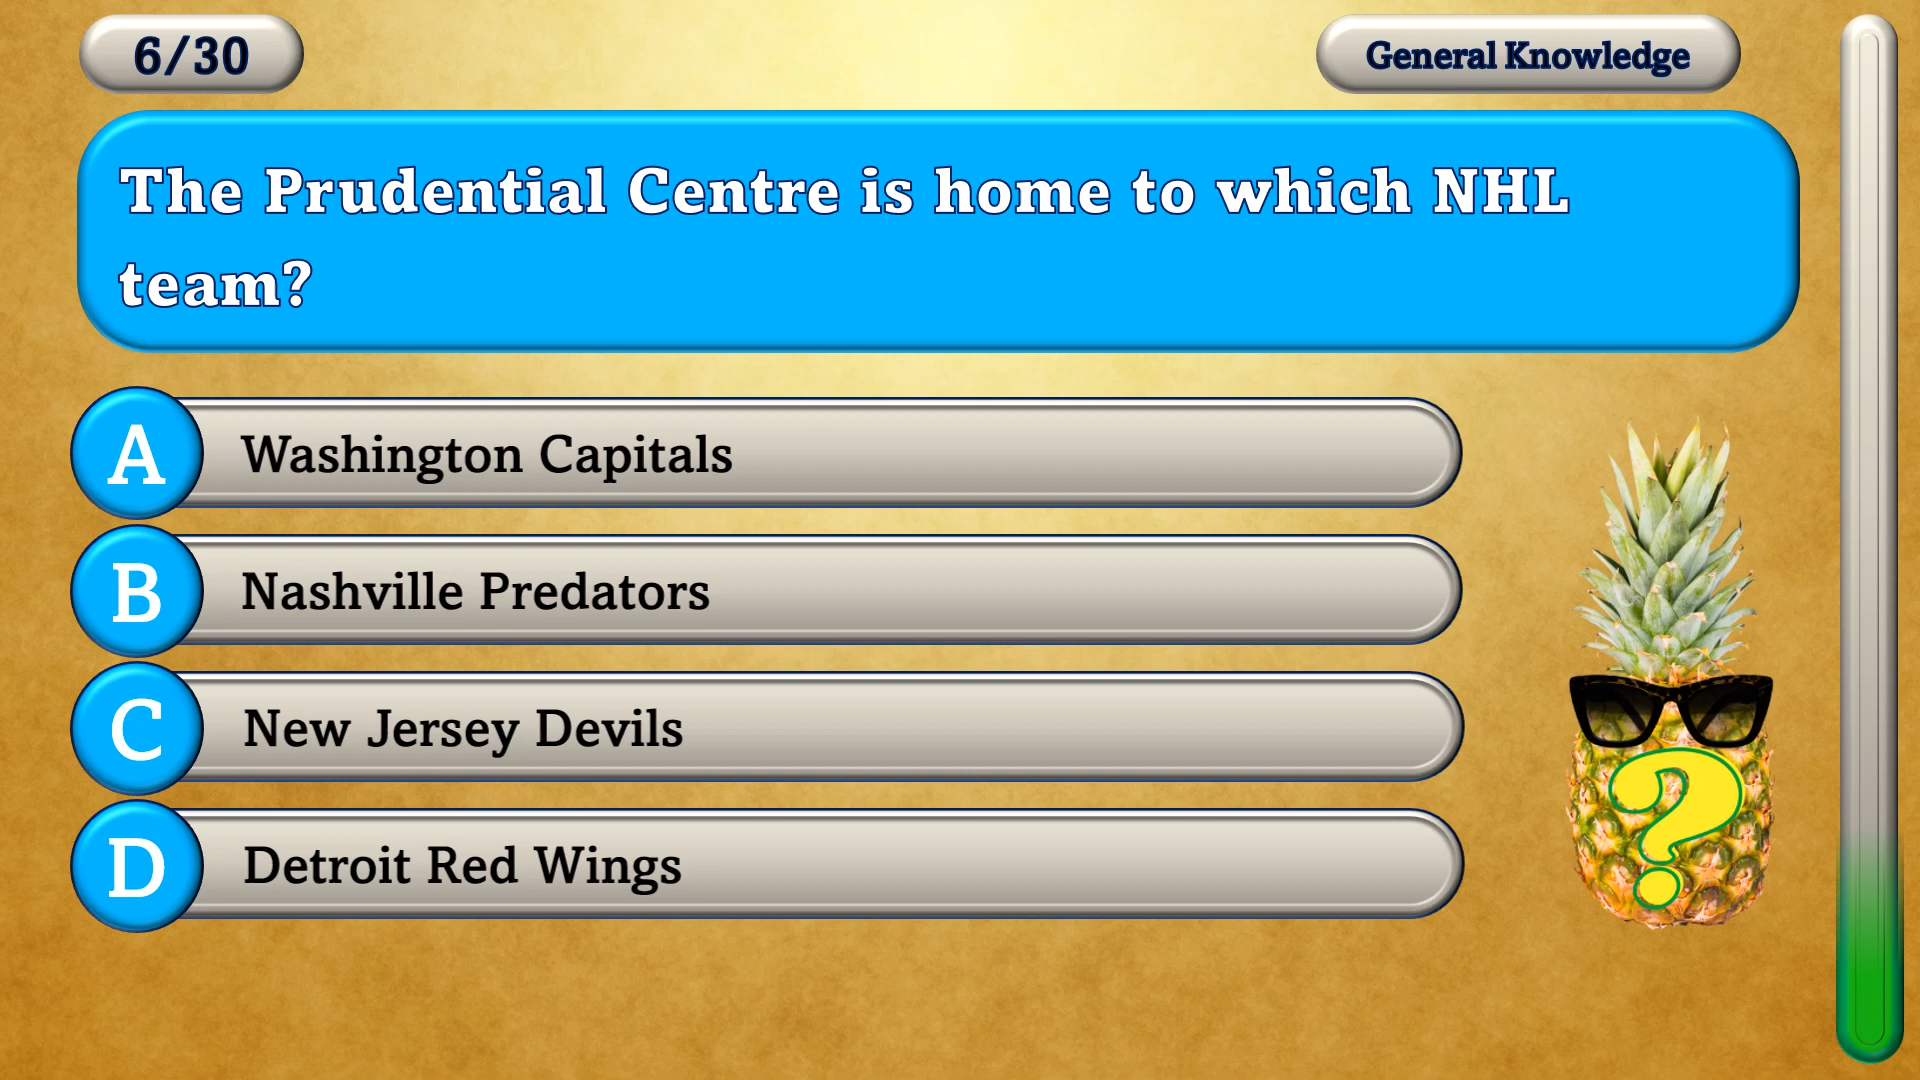 6/30
General Knowledge
The Prudential Centre is home to which NHL
team?
A
Washington Capitals
B
Nashville Predators
C
New Jersey Devils
D
Detroit Red Wings
?